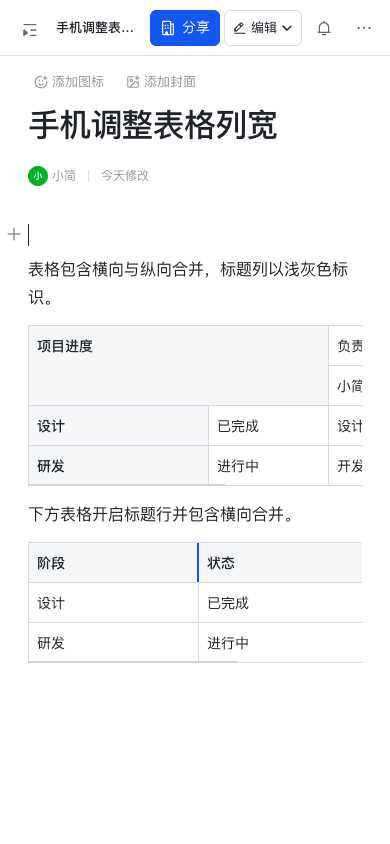 手机调整表...
分享
编辑
添加图标 添加封面
手机调整表格列宽
小 小简 今天修改
表格包含横向与纵向合并，标题列以浅灰色标
识。
项目进度 负责
小简
设计 已完成 设计
研发 进行中 开发
下方表格开启标题行并包含横向合并。
阶段 状态
设计 已完成
研发 进行中